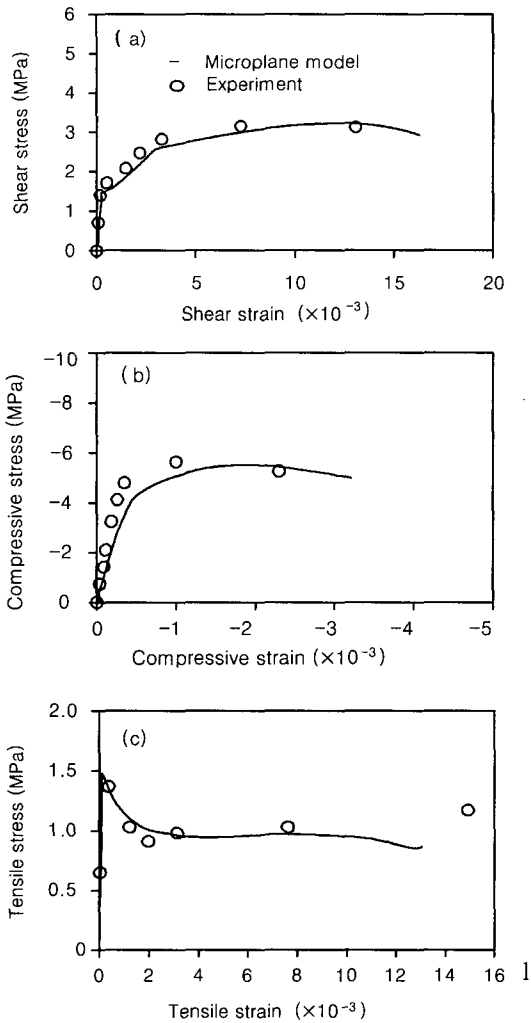 6
(a)
5
— Microplane model
○ Experiment
4
3
2
1
0
Shear stress (MPa)
0 5 10 15 20
Shear strain (×10⁻³)
−10
(b)
−8
−6
−4
−2
0
Compressive stress (MPa)
0 −1 −2 −3 −4 −5
Compressive strain (×10⁻³)
2.0
(c)
1.5
1.0
0.5
0
Tensile stress (MPa)
0 2 4 6 8 10 12 14 16 1
Tensile strain (×10⁻³)